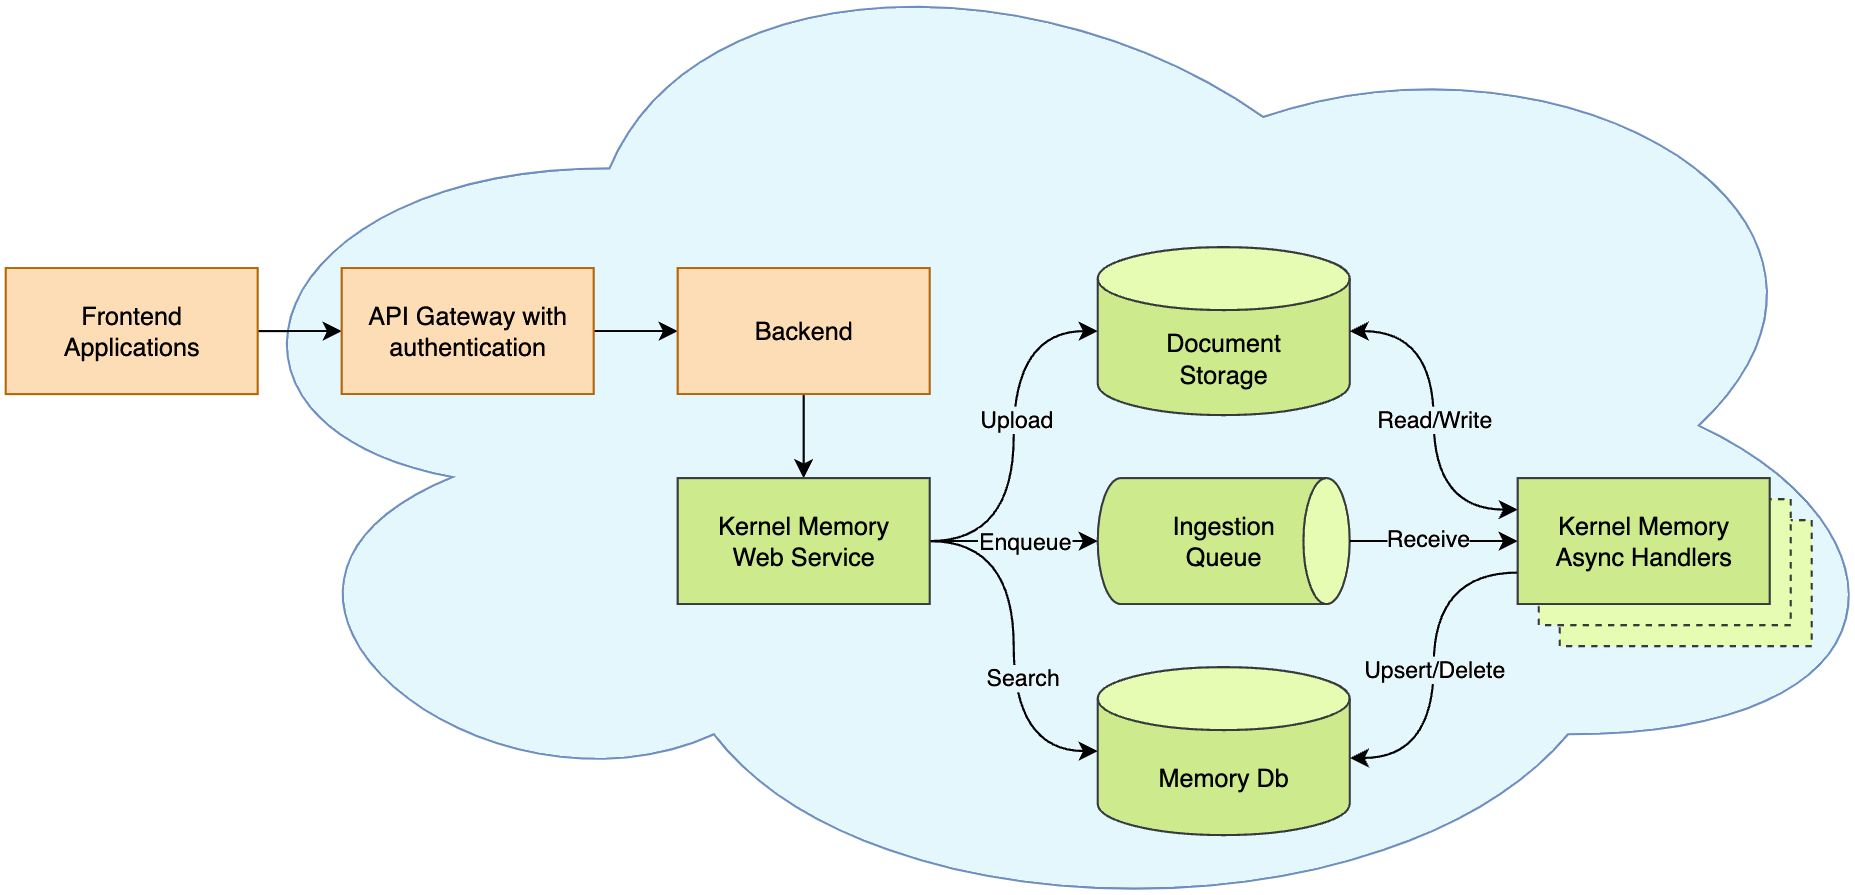 Frontend
Applications
API Gateway with
authentication
Backend
Document
Storage
Upload
Read/Write
Kernel Memory
Web Service
Enqueue
Ingestion
Queue
Receive
Kernel Memory
Async Handlers
Search
Upsert/Delete
Memory Db